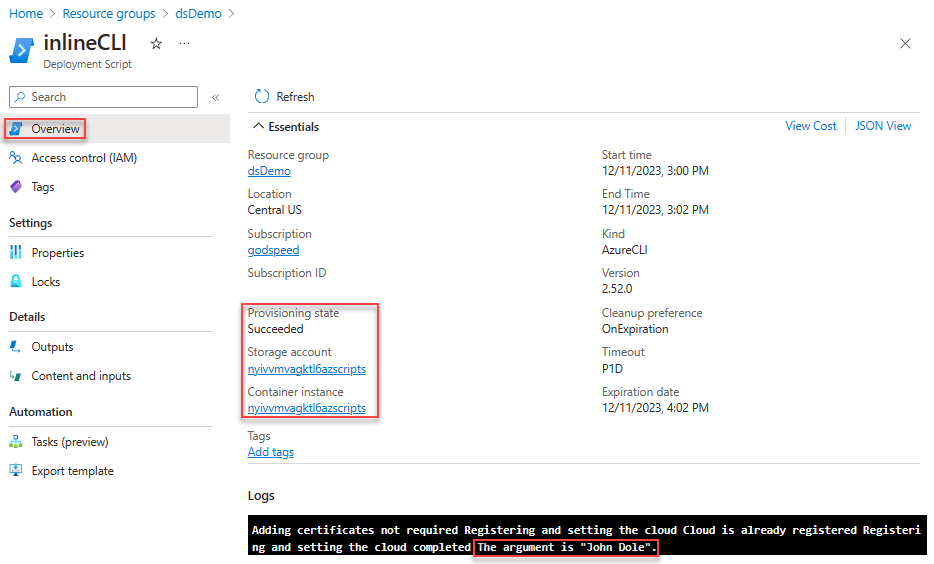 Home > Resource groups > dsDemo >
inlineCLI ☆ ...
Deployment Script
Search «
Overview
Access control (IAM)
Tags
Settings
Properties
Locks
Details
Outputs
Content and inputs
Automation
Tasks (preview)
Export template
Refresh
Essentials
View Cost JSON View
Resource group
dsDemo
Location
Central US
Subscription
godspeed
Subscription ID
Provisioning state
Succeeded
Storage account
nyivvmvagktl6azscripts
Container instance
nyivvmvagktl6azscripts
Tags
Add tags
Start time
12/11/2023, 3:00 PM
End Time
12/11/2023, 3:02 PM
Kind
AzureCLI
Version
2.52.0
Cleanup preference
OnExpiration
Timeout
P1D
Expiration date
12/11/2023, 4:02 PM
Logs
Adding certificates not required Registering and setting the cloud Cloud is already registered Registeri
ng and setting the cloud completed The argument is "John Dole".